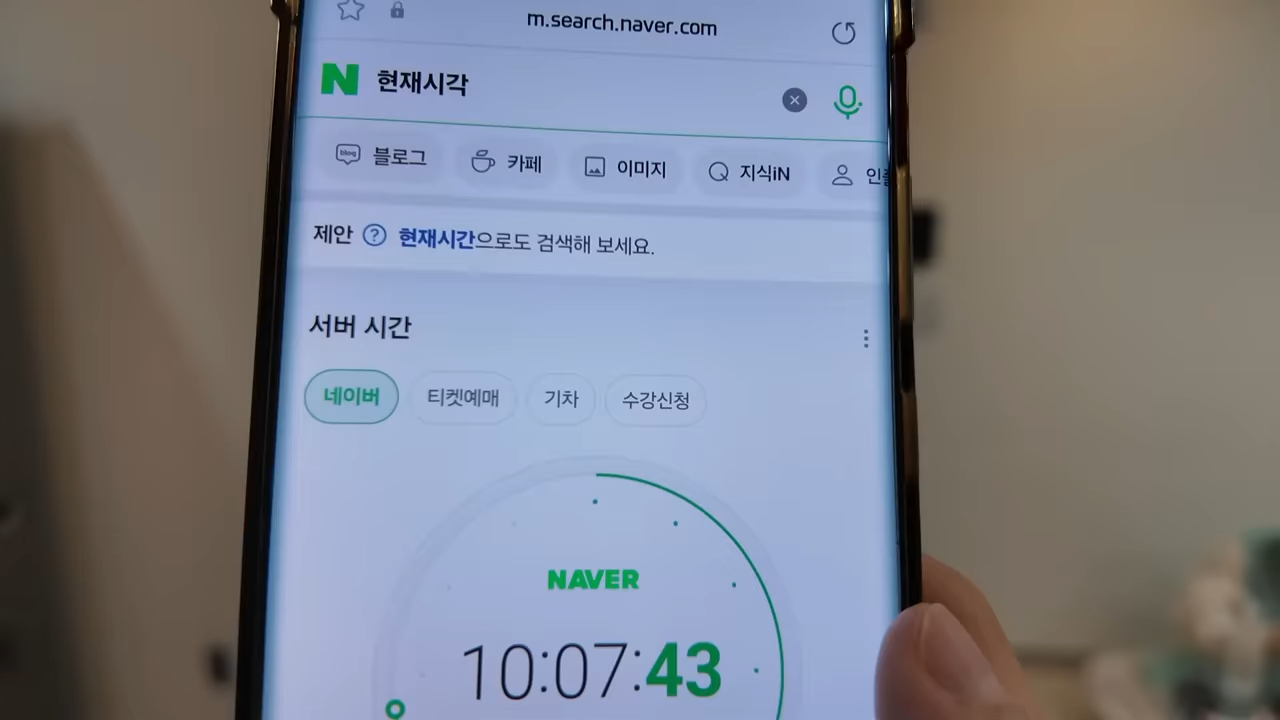 m.search.naver.com
N 현재시각
blog 블로그 카페 이미지 지식iN
제안 ? 현재시간으로도 검색해 보세요.
서버 시간
네이버 티켓예매 기차 수강신청
NAVER
10:07:43